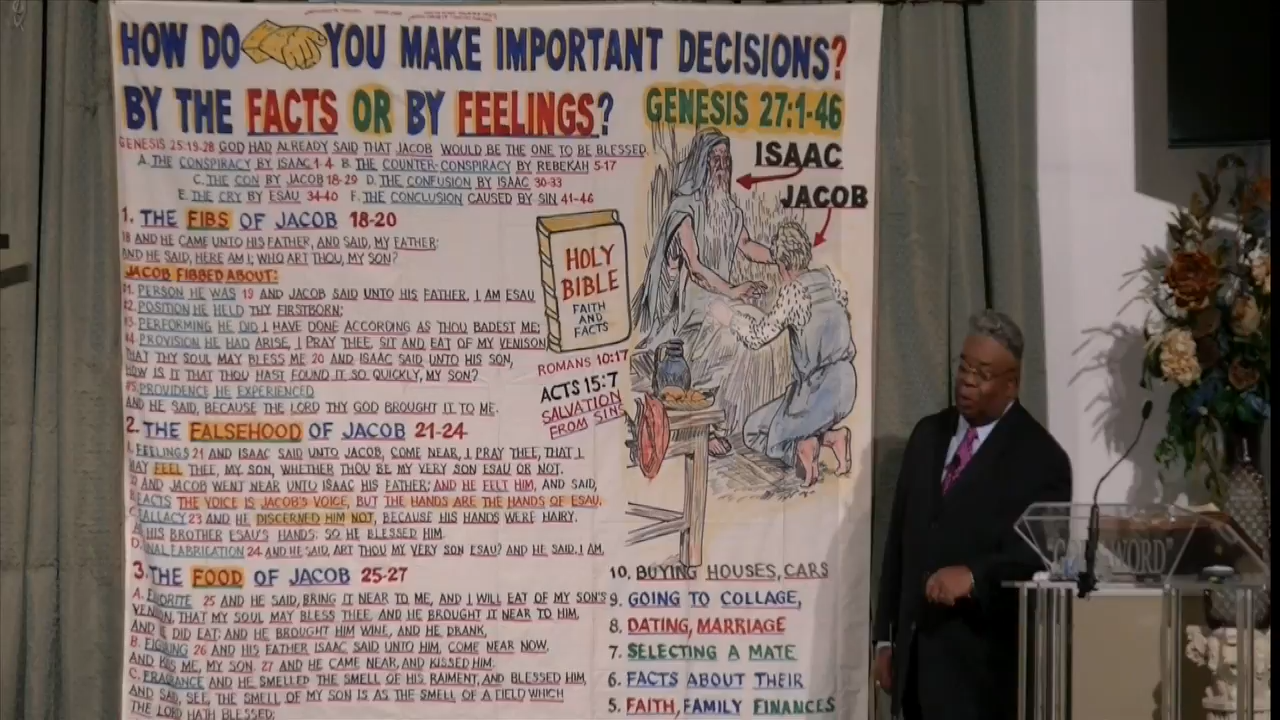 HOW DO YOU MAKE IMPORTANT DECISIONS?
BY THE FACTS OR BY FEELINGS? GENESIS 27:1-46
GENESIS 25:19-28 GOD HAD ALREADY SAID THAT JACOB WOULD BE THE ONE TO BE BLESSED.
A. THE CONSPIRACY BY ISAAC 1-4 B. THE COUNTER-CONSPIRACY BY REBEKAH 5-17
C. THE CON BY JACOB 18-29 D. THE CONFUSION BY ISAAC 30-33
E. THE CRY BY ESAU 34-40 F. THE CONCLUSION CAUSED BY SIN 41-46
ISAAC
JACOB
1. THE FIBS OF JACOB 18-20
18 AND HE CAME UNTO HIS FATHER, AND SAID, MY FATHER:
AND HE SAID, HERE AM I; WHO ART THOU, MY SON?
JACOB FIBBED ABOUT:
#1. PERSON HE WAS 19 AND JACOB SAID UNTO HIS FATHER, I AM ESAU
#2. POSITION HE HELD THY FIRSTBORN;
#3. PERFORMING HE DID I HAVE DONE ACCORDING AS THOU BADEST ME:
#4. PROVISION HE HAD ARISE, I PRAY THEE, SIT AND EAT OF MY VENISON,
THAT THY SOUL MAY BLESS ME 20 AND ISAAC SAID UNTO HIS SON,
HOW IS IT THAT THOU HAST FOUND IT SO QUICKLY, MY SON?
#5. PROVIDENCE HE EXPERIENCED
AND HE SAID, BECAUSE THE LORD THY GOD BROUGHT IT TO ME.
HOLY
BIBLE
FAITH
AND
FACTS
ROMANS 10:17
ACTS 15:7
SALVATION
FROM SINS
2. THE FALSEHOOD OF JACOB 21-24
FEELINGS 21 AND ISAAC SAID UNTO JACOB, COME NEAR, I PRAY THEE, THAT I
MAY FEEL THEE, MY SON, WHETHER THOU BE MY VERY SON ESAU OR NOT.
22 AND JACOB WENT NEAR UNTO ISAAC HIS FATHER; AND HE FELT HIM, AND SAID,
B. FACTS THE VOICE IS JACOB'S VOICE, BUT THE HANDS ARE THE HANDS OF ESAU.
C. FALLACY 23 AND HE DISCERNED HIM NOT, BECAUSE HIS HANDS WERE HAIRY.
HIS BROTHER ESAU'S HANDS: SO HE BLESSED HIM.
D. FABRICATION 24 AND HE SAID, ART THOU MY VERY SON ESAU? AND HE SAID, I AM.
3. THE FOOD OF JACOB 25-27
A. FAVORITE 25 AND HE SAID, BRING IT NEAR TO ME, AND I WILL EAT OF MY SON'S
VENISON, THAT MY SOUL MAY BLESS THEE. AND HE BROUGHT IT NEAR TO HIM,
AND HE DID EAT: AND HE BROUGHT HIM WINE, AND HE DRANK,
B. 26 AND HIS FATHER ISAAC SAID UNTO HIM, COME NEAR NOW,
AND KISS ME, MY SON. 27 AND HE CAME NEAR, AND KISSED HIM.
C. FRAGRANCE AND HE SMELLED THE SMELL OF HIS RAIMENT, AND BLESSED HIM,
AND SAID, SEE, THE SMELL OF MY SON IS AS THE SMELL OF A FIELD WHICH
THE LORD HATH BLESSED:
10. BUYING HOUSES, CARS
9. GOING TO COLLAGE,
8. DATING, MARRIAGE
7. SELECTING A MATE
6. FACTS ABOUT THEIR
5. FAITH, FAMILY FINANCES
WORD"